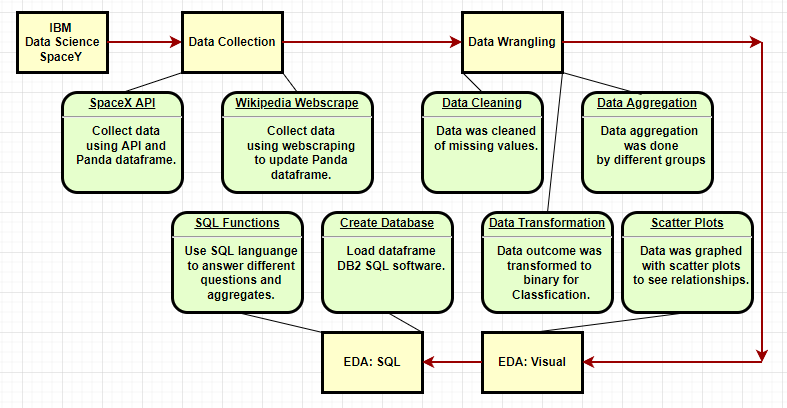 IBM
Data Science
SpaceY
Data Collection
Data Wrangling
SpaceX API
Collect data
using API and
Panda dataframe.
Wikipedia Webscrape
Collect data
using webscraping
to update Panda
dataframe.
Data Cleaning
Data was cleaned
of missing values.
Data Aggregation
Data aggregation
was done
by different groups
SQL Functions
Use SQL languange
to answer different
questions and
aggregates.
Create Database
Load dataframe
DB2 SQL software.
Data Transformation
Data outcome was
transformed to
binary for
Classfication.
Scatter Plots
Data was graphed
with scatter plots
to see relationships.
EDA: SQL
EDA: Visual